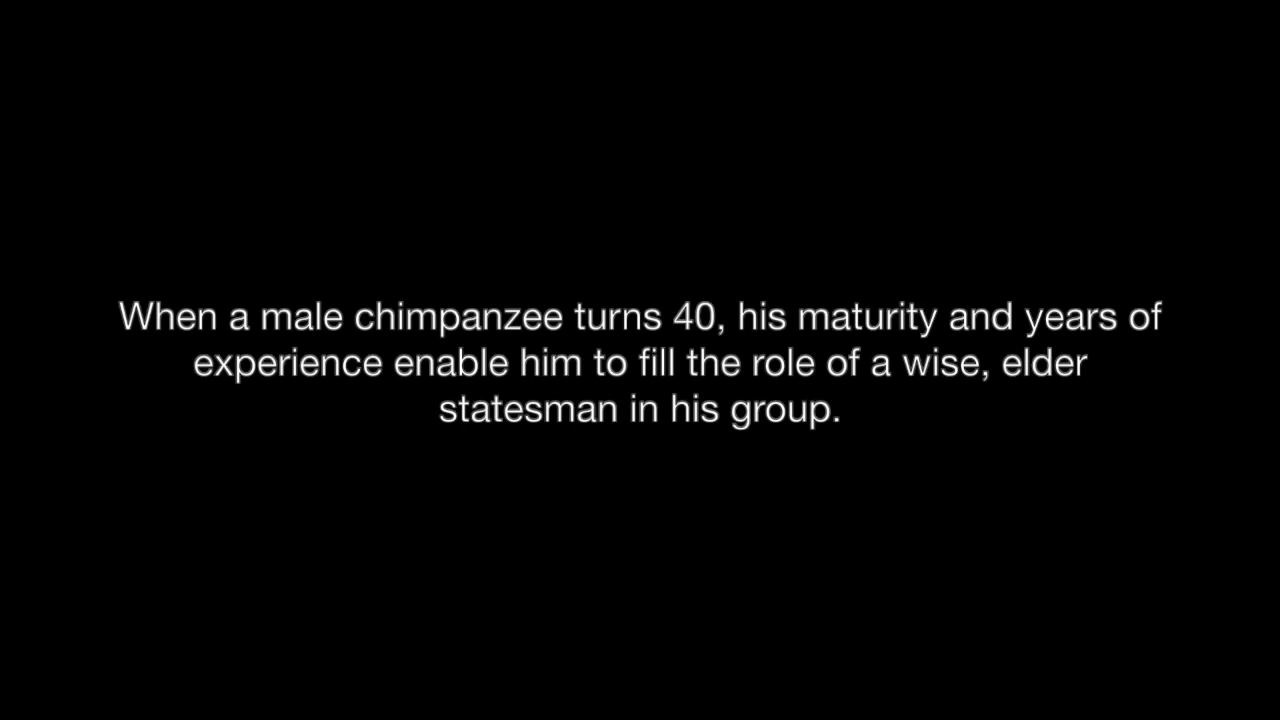 When a male chimpanzee turns 40, his maturity and years of
experience enable him to fill the role of a wise, elder
statesman in his group.